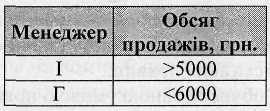 Менеджер Обсяг
продажів, грн.
І >5000
Г <6000